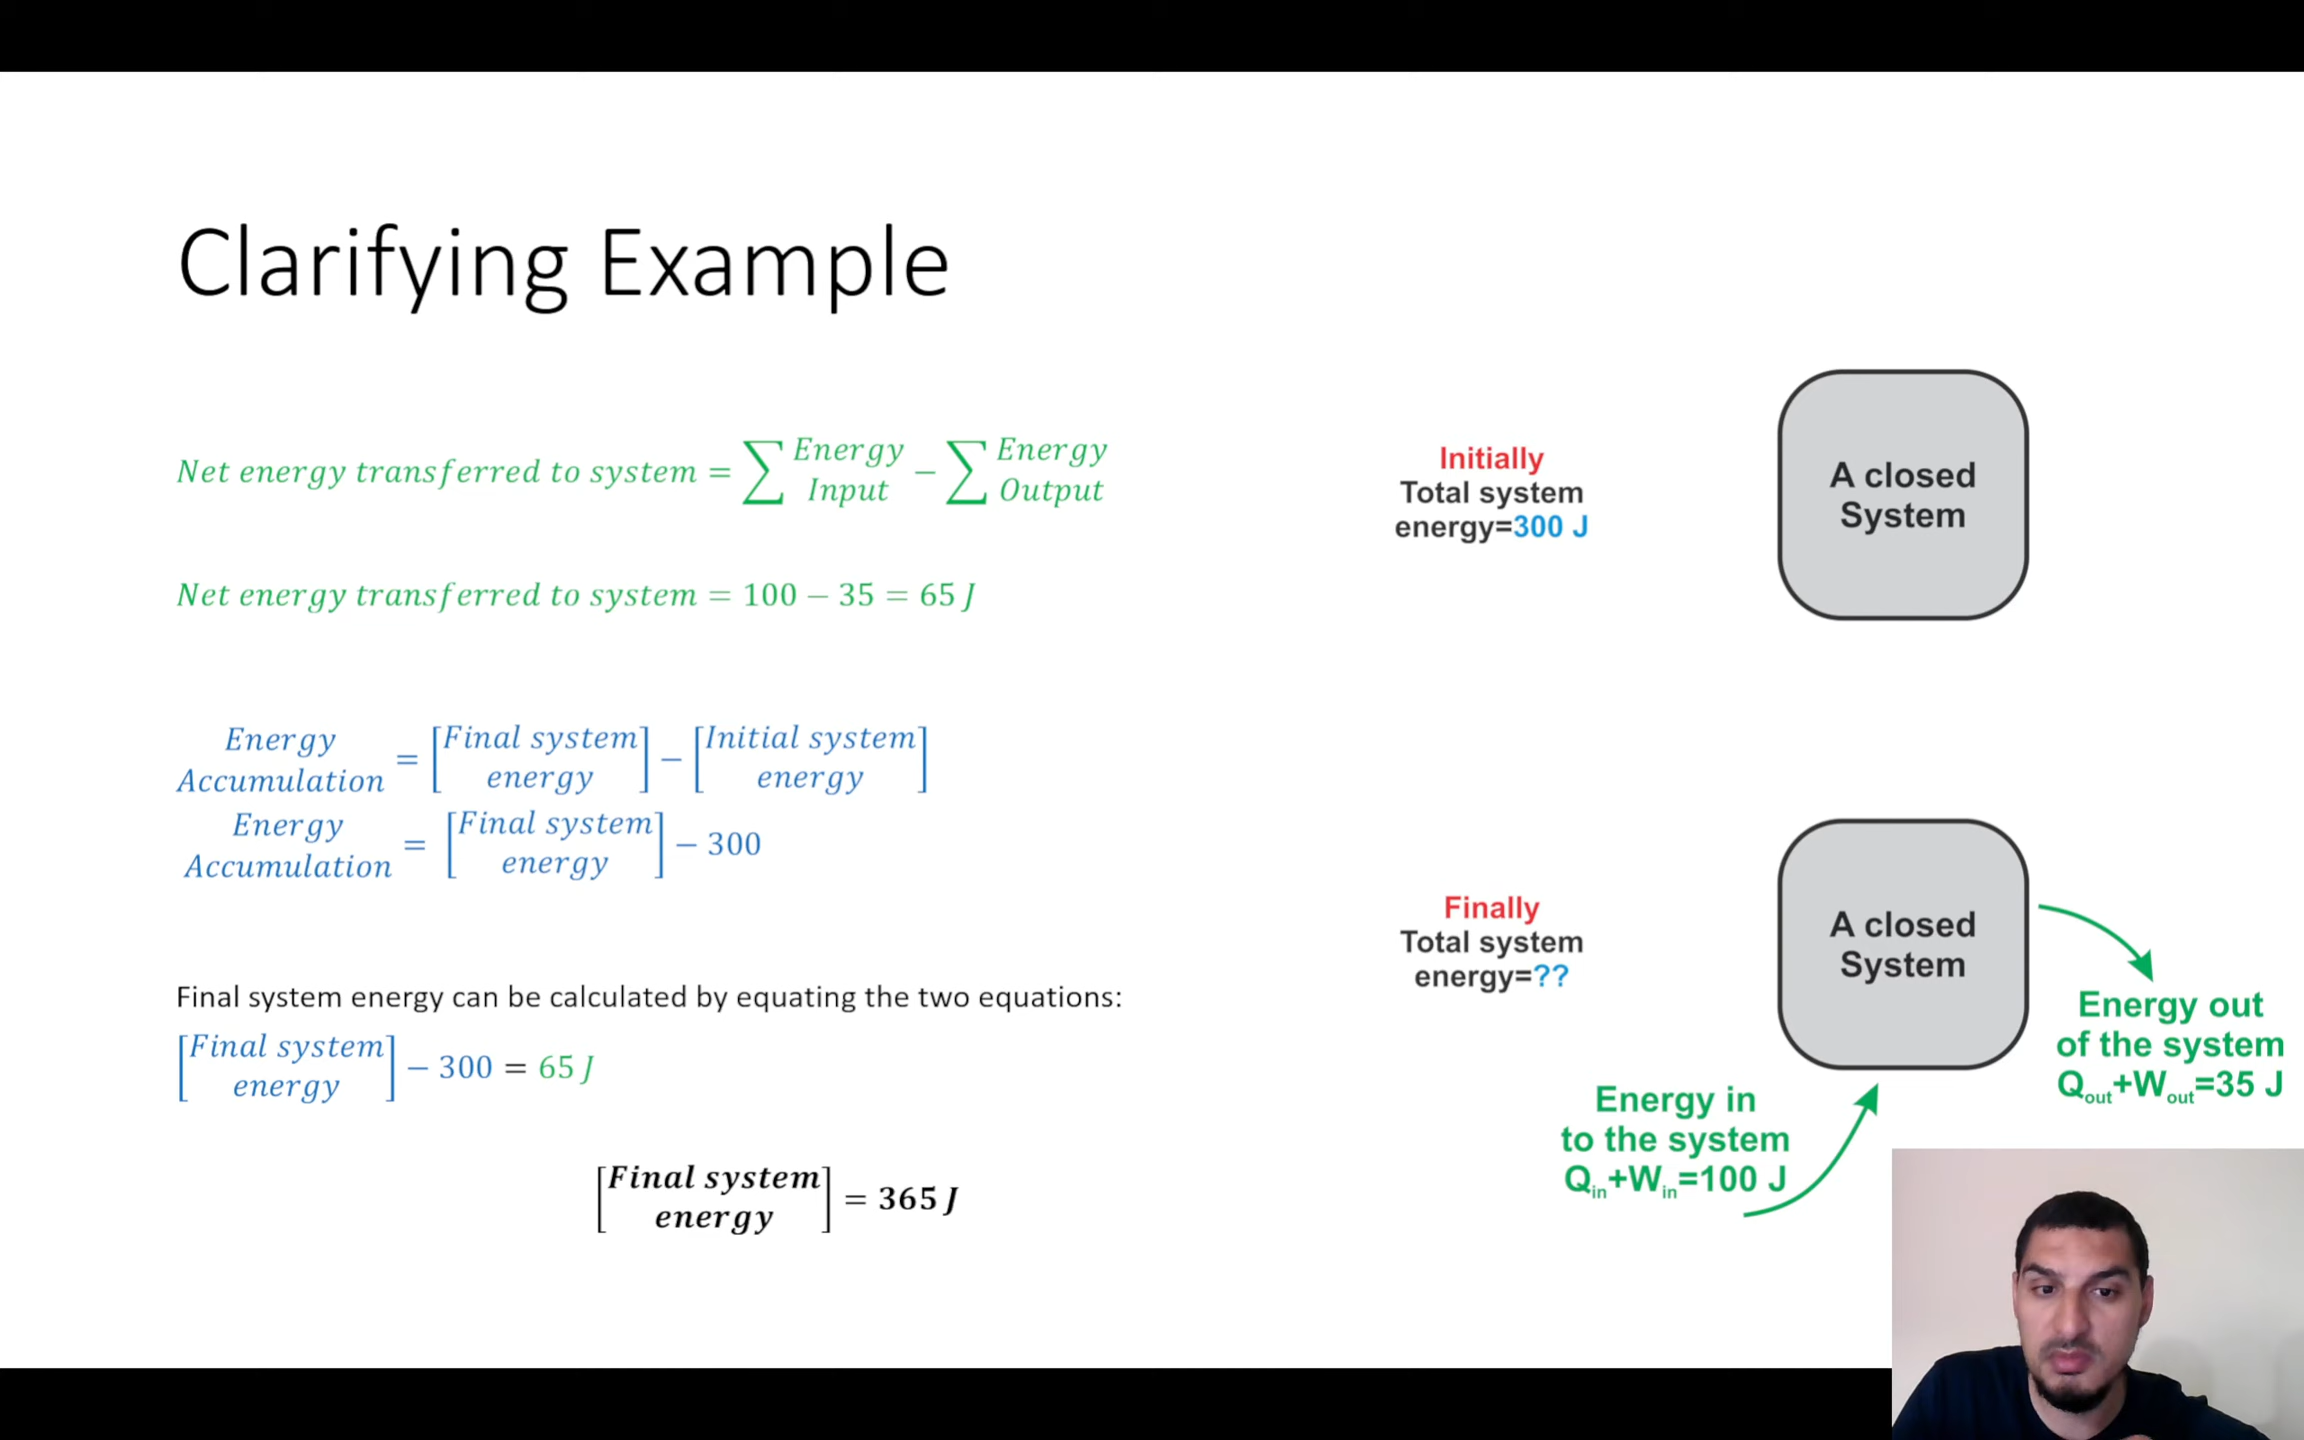 Clarifying Example
Net energy transferred to system = ∑ Energy Input − ∑ Energy Output
Net energy transferred to system = 100 − 35 = 65 J
Energy Accumulation = [Final system energy] − [Initial system energy]
Energy Accumulation = [Final system energy] − 300
Final system energy can be calculated by equating the two equations:
[Final system energy] − 300 = 65 J
[Final system energy] = 365 J
Initially
Total system
energy=300 J
A closed
System
Finally
Total system
energy=??
A closed
System
Energy out
of the system
Qout+Wout=35 J
Energy in
to the system
Qin+Win=100 J